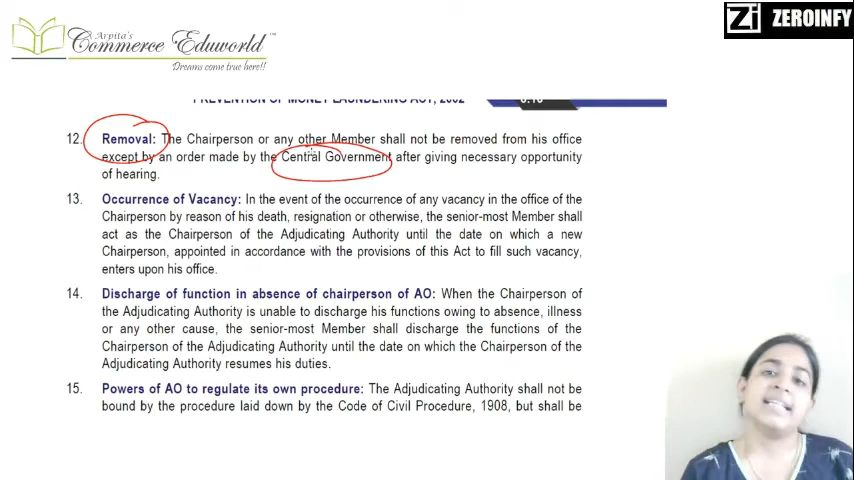 Arpita's
Commerce Eduworld™
Dreams come true here!!
Zi ZEROINFY
PREVENTION OF MONEY LAUNDERING ACT, 2002
12. Removal: The Chairperson or any other Member shall not be removed from his office
except by an order made by the Central Government after giving necessary opportunity
of hearing.
13. Occurrence of Vacancy: In the event of the occurrence of any vacancy in the office of the
Chairperson by reason of his death, resignation or otherwise, the senior-most Member shall
act as the Chairperson of the Adjudicating Authority until the date on which a new
Chairperson, appointed in accordance with the provisions of this Act to fill such vacancy,
enters upon his office.
14. Discharge of function in absence of chairperson of AO: When the Chairperson of
the Adjudicating Authority is unable to discharge his functions owing to absence, illness
or any other cause, the senior-most Member shall discharge the functions of the
Chairperson of the Adjudicating Authority until the date on which the Chairperson of the
Adjudicating Authority resumes his duties.
15. Powers of AO to regulate its own procedure: The Adjudicating Authority shall not be
bound by the procedure laid down by the Code of Civil Procedure, 1908, but shall be